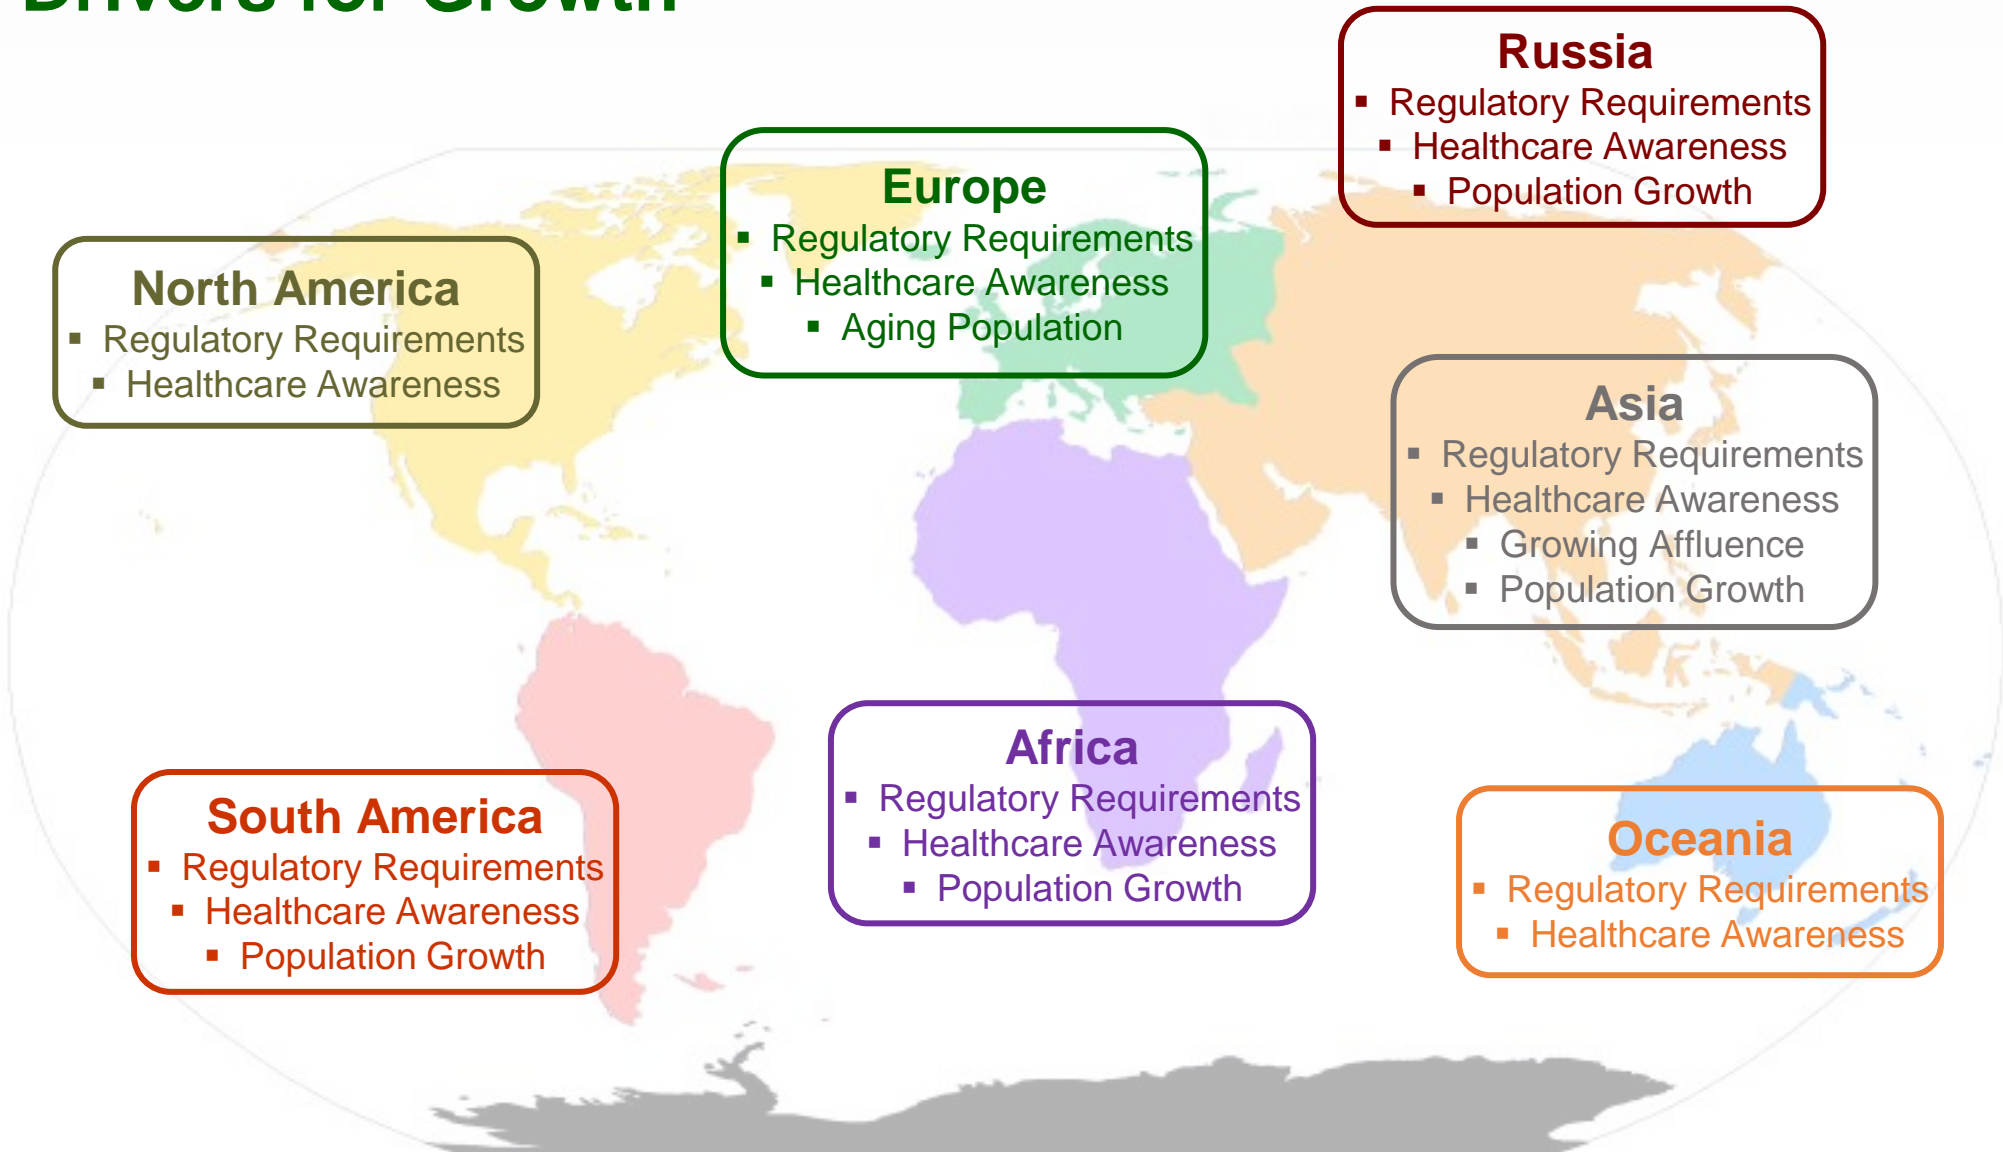 Drivers for Growth
Russia
▪ Regulatory Requirements
▪ Healthcare Awareness
▪ Population Growth
Europe
▪ Regulatory Requirements
▪ Healthcare Awareness
▪ Aging Population
North America
▪ Regulatory Requirements
▪ Healthcare Awareness
Asia
▪ Regulatory Requirements
▪ Healthcare Awareness
▪ Growing Affluence
▪ Population Growth
Africa
▪ Regulatory Requirements
▪ Healthcare Awareness
▪ Population Growth
South America
▪ Regulatory Requirements
▪ Healthcare Awareness
▪ Population Growth
Oceania
▪ Regulatory Requirements
▪ Healthcare Awareness